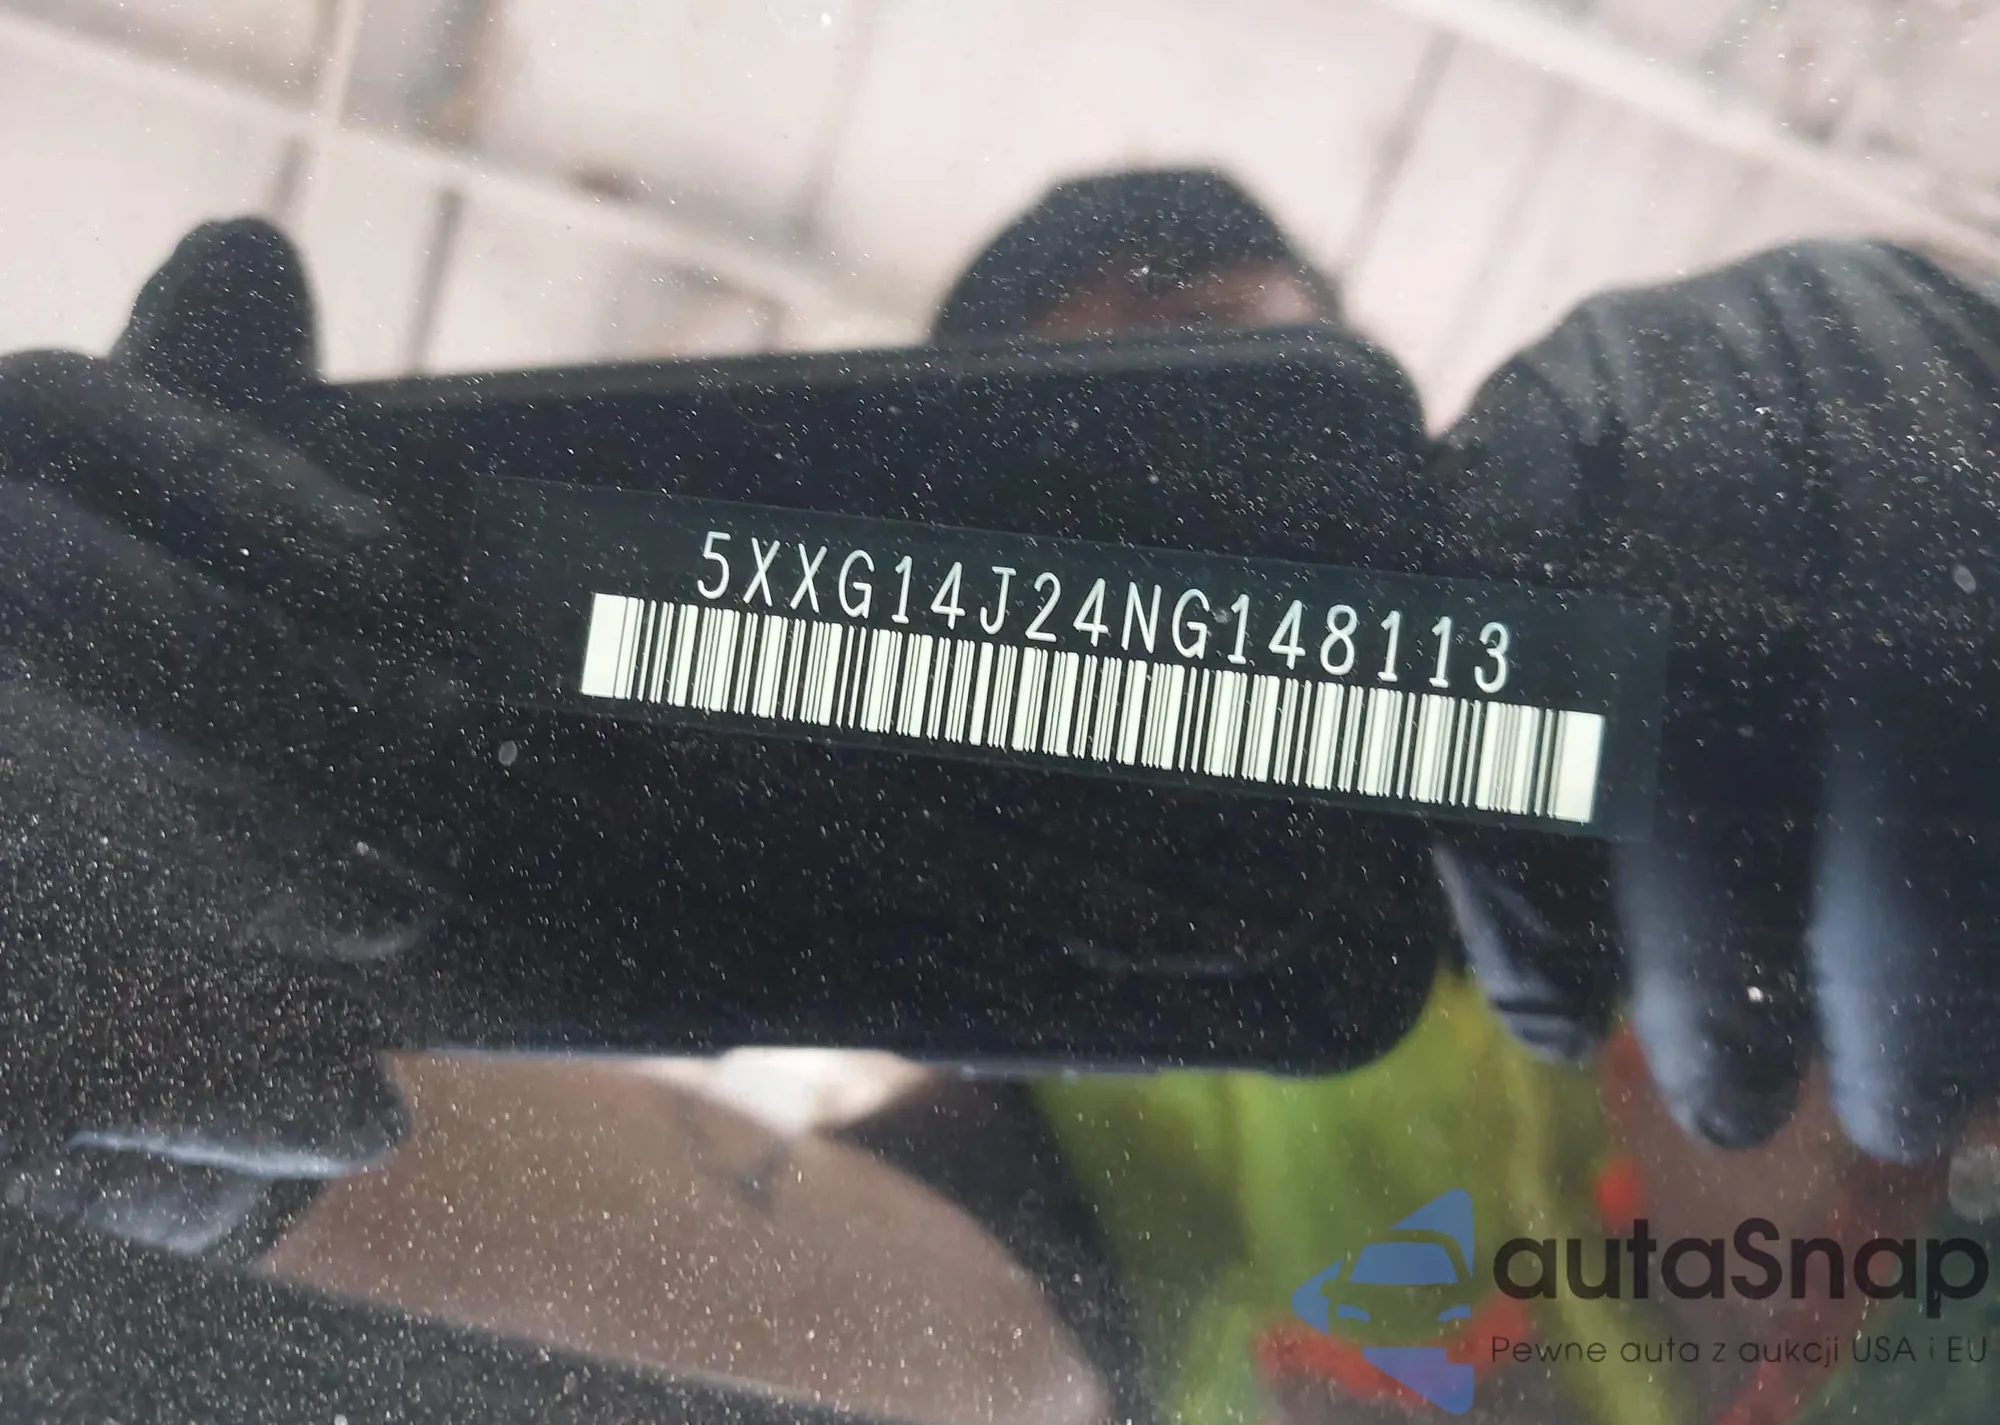 5XXG14J24NG148113
autaSnap
Pewne auta z aukcji USA i EU